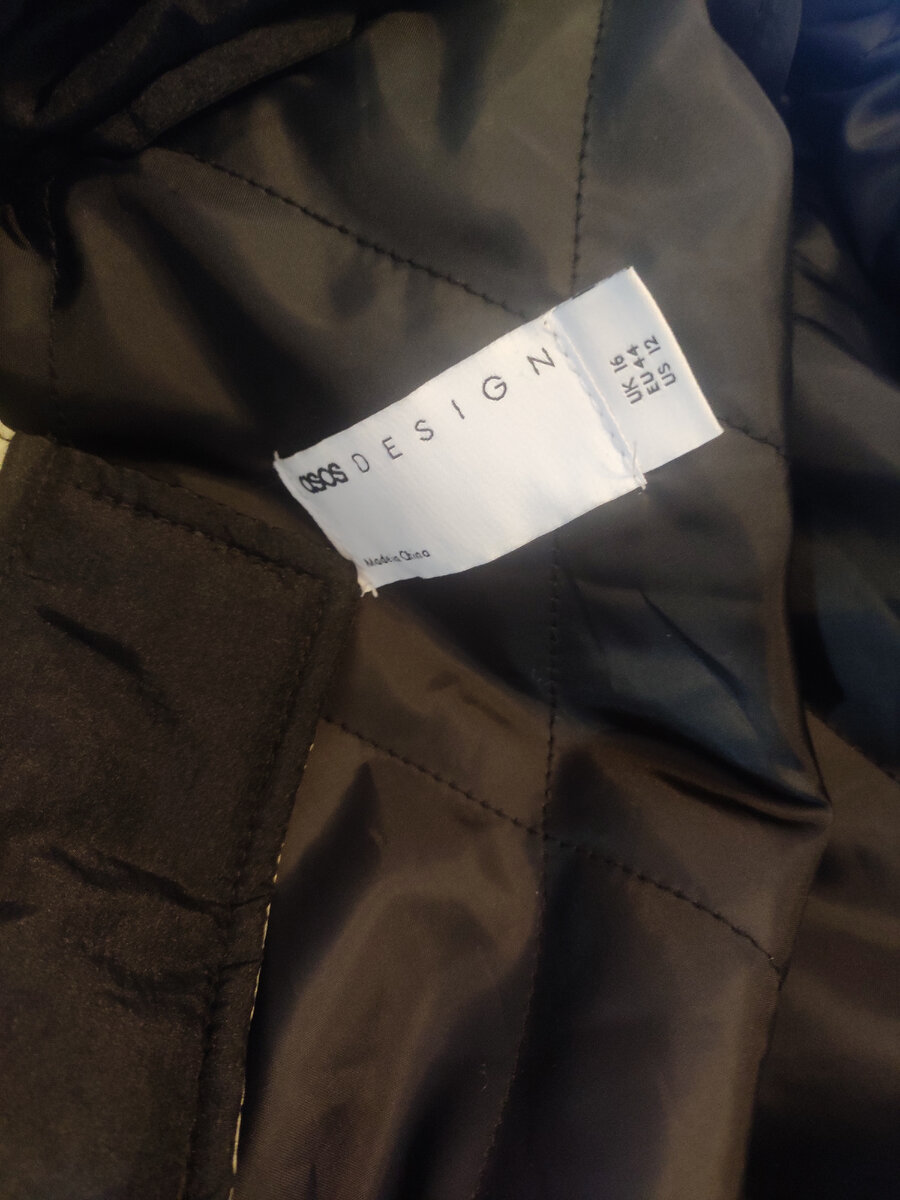 asos DESIGN
Made in China
UK 16
EU 44
US 12